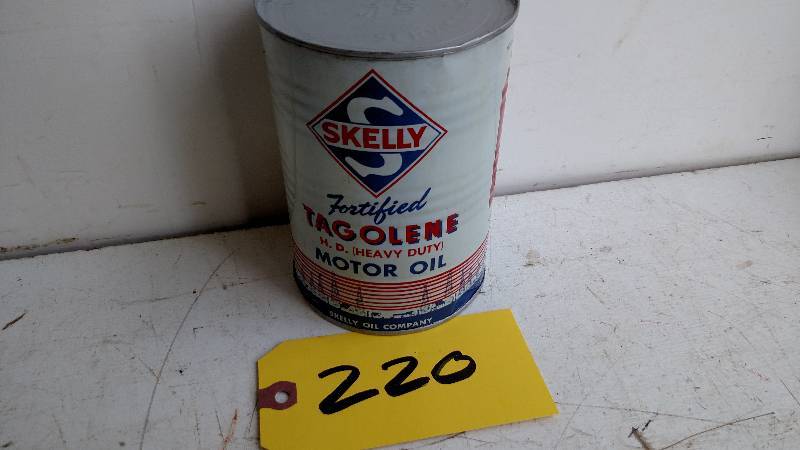 SKELLY
Fortified
TAGOLENE
H. D. (HEAVY DUTY)
MOTOR OIL
SKELLY OIL COMPANY
220